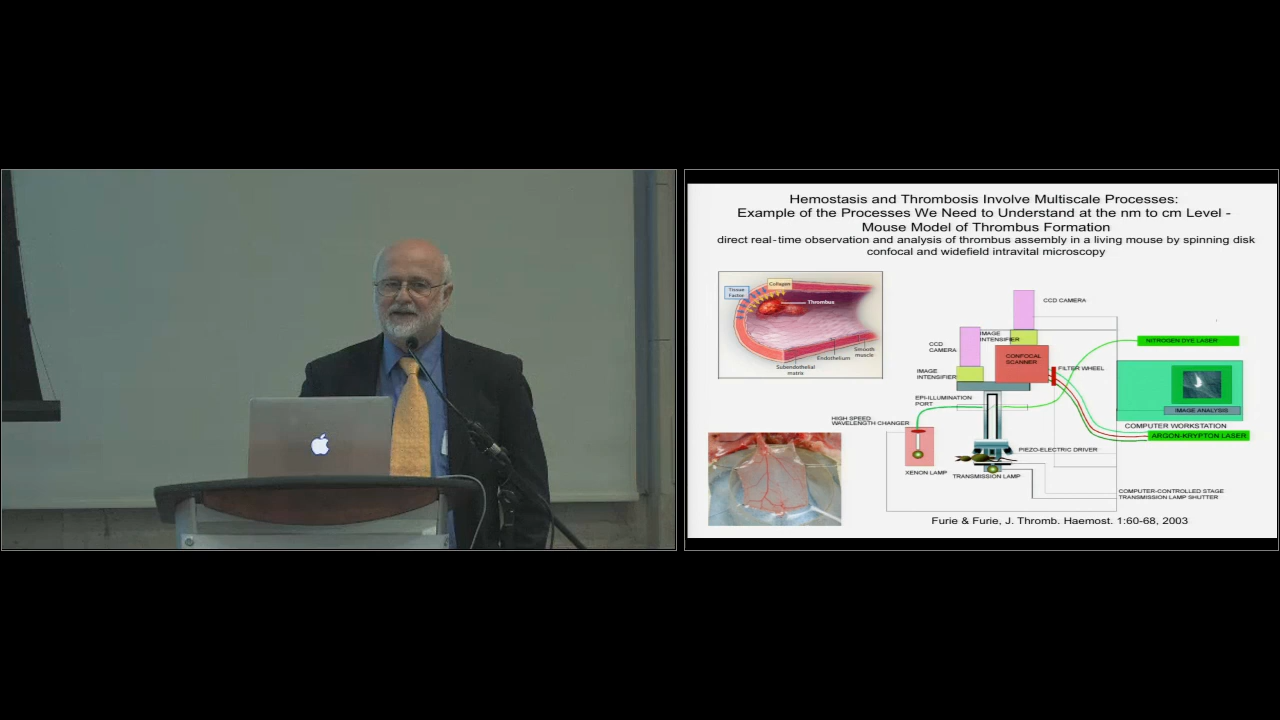 Hemostasis and Thrombosis Involve Multiscale Processes:
Example of the Processes We Need to Understand at the nm to cm Level -
Mouse Model of Thrombus Formation
direct real-time observation and analysis of thrombus assembly in a living mouse by spinning disk
confocal and widefield intravital microscopy
Tissue
Factor
Collagen
Thrombus
Smooth
muscle
Endothelium
Subendothelial
matrix
CCD CAMERA
IMAGE
INTENSIFIER
CCD
CAMERA
CONFOCAL
SCANNER
NITROGEN DYE LASER
FILTER WHEEL
IMAGE
INTENSIFIER
EPI-ILLUMINATION
PORT
IMAGE ANALYSIS
HIGH SPEED
WAVELENGTH CHANGER
COMPUTER WORKSTATION
ARGON-KRYPTON LASER
PIEZO-ELECTRIC DRIVER
XENON LAMP
TRANSMISSION LAMP
COMPUTER-CONTROLLED STAGE
TRANSMISSION LAMP SHUTTER
Furie & Furie, J. Thromb. Haemost. 1:60-68, 2003